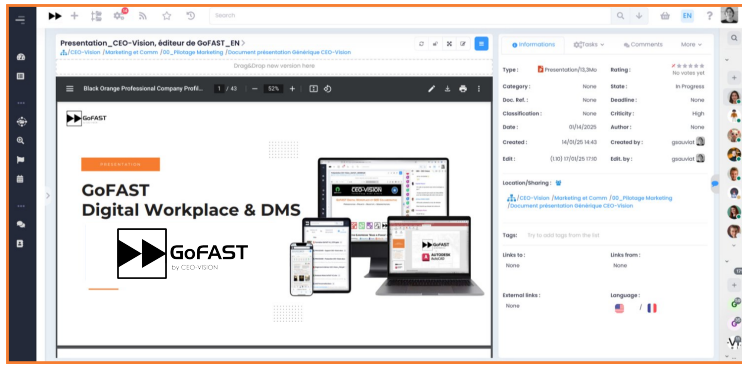 Search
EN
?
Presentation_CEO-Vision, éditeur de GoFAST_EN
/CEO-Vision /Marketing et Comm /00_Pilotage Marketing /Document présentation Générique CEO-Vision
Drag&Drop new version here
Black Orange Professional Company Profil...
1 / 43
52%
GoFAST
PRESENTATION
GoFAST
Digital Workplace & DMS
GoFAST
by CEO-VISION
CEO-VISION
GoFAST
AUTODESK
Informations
Tasks
Comments
More
Type :
Presentation/13,3Mo
Rating :
No votes yet
Category :
None
State :
In Progress
Doc. Ref. :
None
Deadline :
None
Classification :
None
Criticity :
High
Date :
01/14/2025
Author :
None
Created :
14/01/25 14:43
Created by :
gsauviat
Edit :
(1.10) 17/01/25 17:10
Edit. by :
gsauviat
Location/Sharing :
/CEO-Vision /Marketing et Comm /00_Pilotage Marketing
/Document présentation Générique CEO-Vision
Tags:
Try to add tags from the list
Links to :
None
Links from :
None
External links :
None
Language :
/